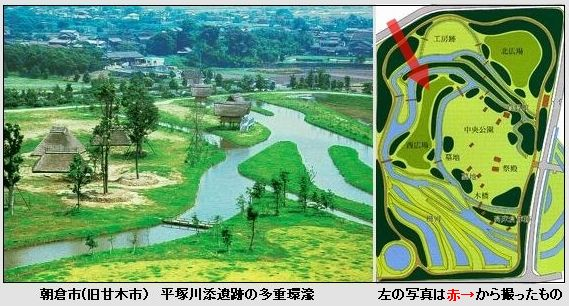 工房跡
北広場
中央公園
西広場
墓地
祭殿
木橋
朝倉市(旧甘木市) 平塚川添遺跡の多重環濠
左の写真は赤→から撮ったもの